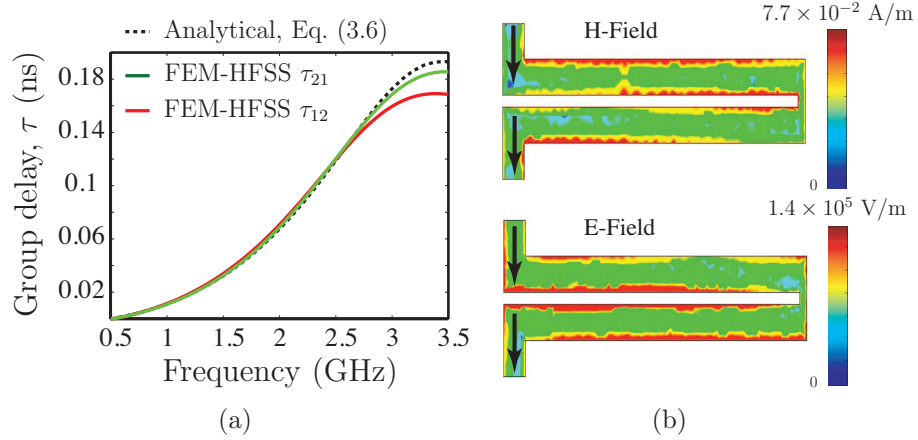 Analytical, Eq. (3.6)
FEM-HFSS τ21
FEM-HFSS τ12
Group delay, τ (ns)
0.18
0.14
0.1
0.06
0.02
0.5 1 1.5 2 2.5 3 3.5
Frequency (GHz)
(a)
7.7 × 10−2 A/m
H-Field
0
1.4 × 105 V/m
E-Field
0
(b)